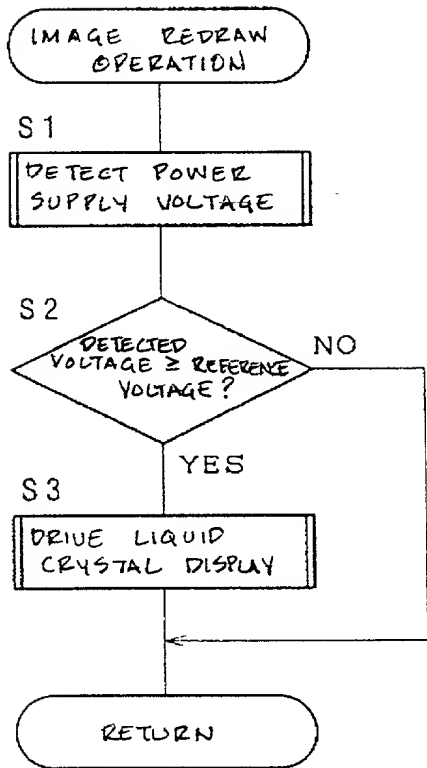 IMAGE REDRAW
OPERATION
S1
DETECT POWER
SUPPLY VOLTAGE
S2
DETECTED
VOLTAGE ≥ REFERENCE
VOLTAGE?
NO
YES
S3
DRIVE LIQUID
CRYSTAL DISPLAY
RETURN